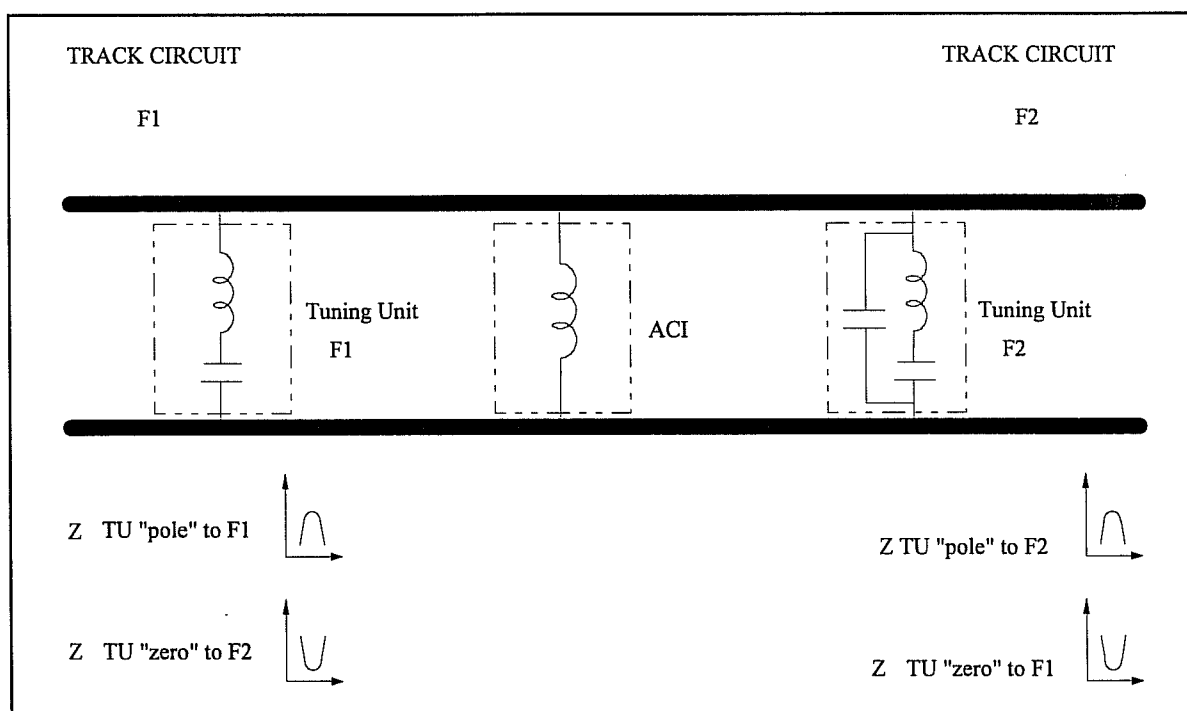 TRACK CIRCUIT
F1
TRACK CIRCUIT
F2
Tuning Unit
F1
ACI
Tuning Unit
F2
Z TU "pole" to F1
Z TU "pole" to F2
Z TU "zero" to F2
Z TU "zero" to F1